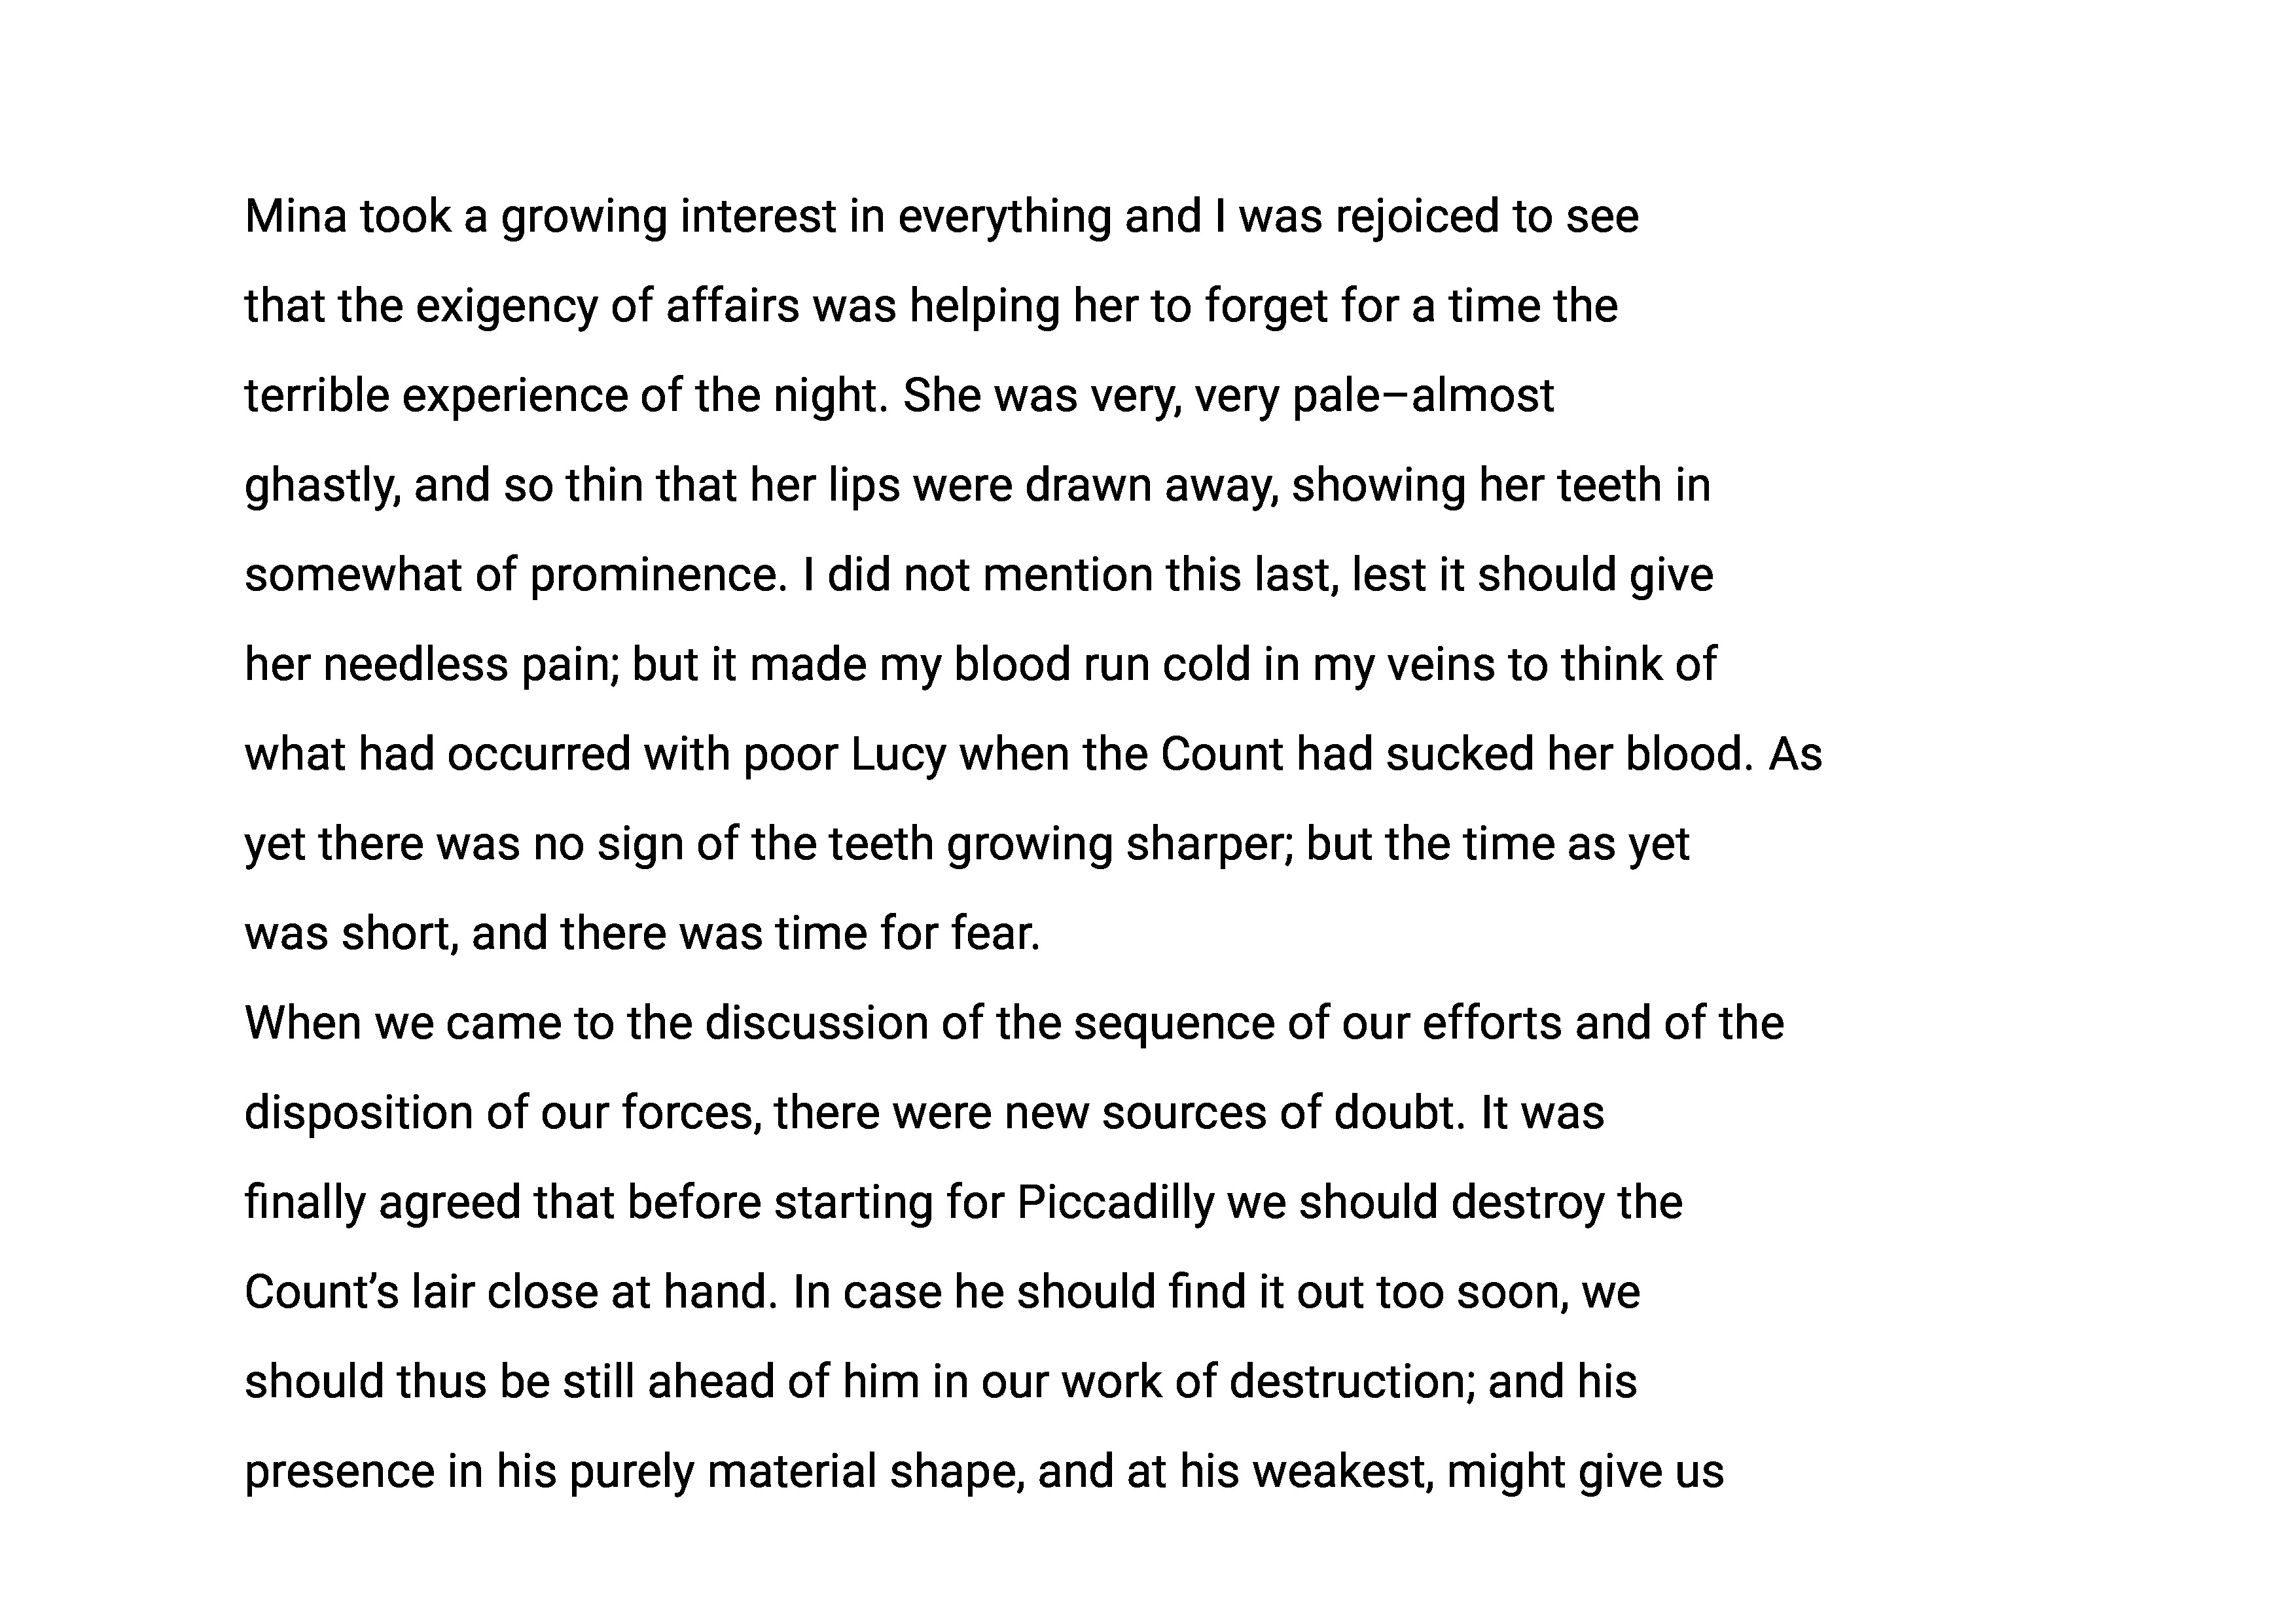 Mina took a growing interest in everything and I was rejoiced to see
that the exigency of affairs was helping her to forget for a time the
terrible experience of the night. She was very, very pale–almost
ghastly, and so thin that her lips were drawn away, showing her teeth in
somewhat of prominence. I did not mention this last, lest it should give
her needless pain; but it made my blood run cold in my veins to think of
what had occurred with poor Lucy when the Count had sucked her blood. As
yet there was no sign of the teeth growing sharper; but the time as yet
was short, and there was time for fear.
When we came to the discussion of the sequence of our efforts and of the
disposition of our forces, there were new sources of doubt. It was
finally agreed that before starting for Piccadilly we should destroy the
Count’s lair close at hand. In case he should find it out too soon, we
should thus be still ahead of him in our work of destruction; and his
presence in his purely material shape, and at his weakest, might give us